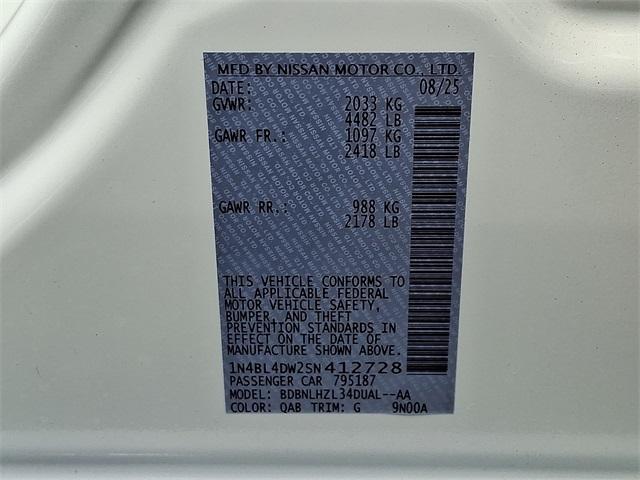 MFD BY NISSAN MOTOR CO., LTD.
DATE: 08/25
GVWR: 2033 KG
4482 LB
GAWR FR.: 1097 KG
2418 LB
GAWR RR.: 988 KG
2178 LB
THIS VEHICLE CONFORMS TO
ALL APPLICABLE FEDERAL
MOTOR VEHICLE SAFETY,
BUMPER, AND THEFT
PREVENTION STANDARDS IN
EFFECT ON THE DATE OF
MANUFACTURE SHOWN ABOVE.
1N4BL4DW2SN412728
PASSENGER CAR 795187
MODEL: BDBNLHZL34DUAL--AA
COLOR: QAB TRIM: G 9N00A